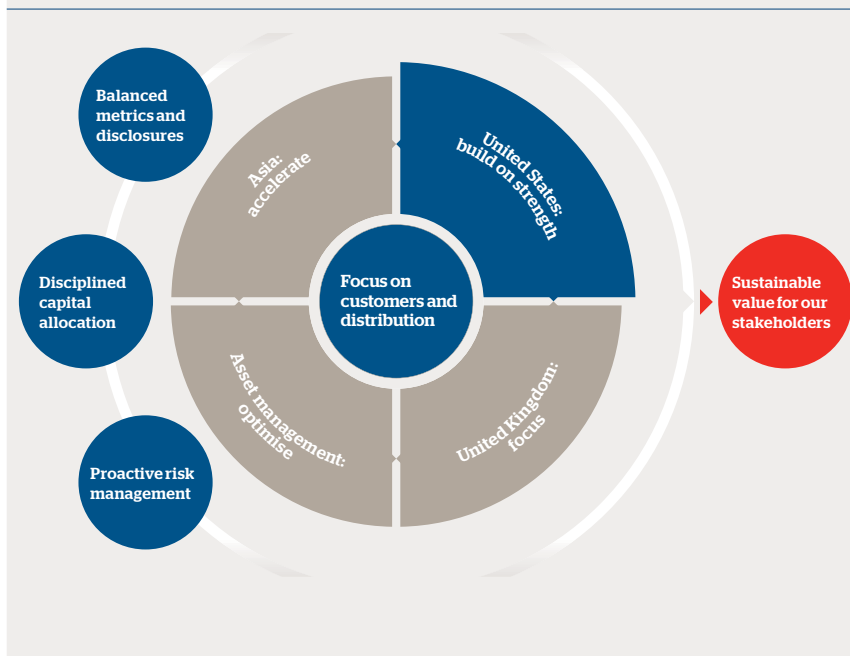 Balanced
metrics and
disclosures
Disciplined
capital
allocation
Proactive risk
management
Asia:
accelerate
United States:
build on strength
Focus on
customers and
distribution
Asset management:
optimise
United Kingdom:
focus
Sustainable
value for our
stakeholders